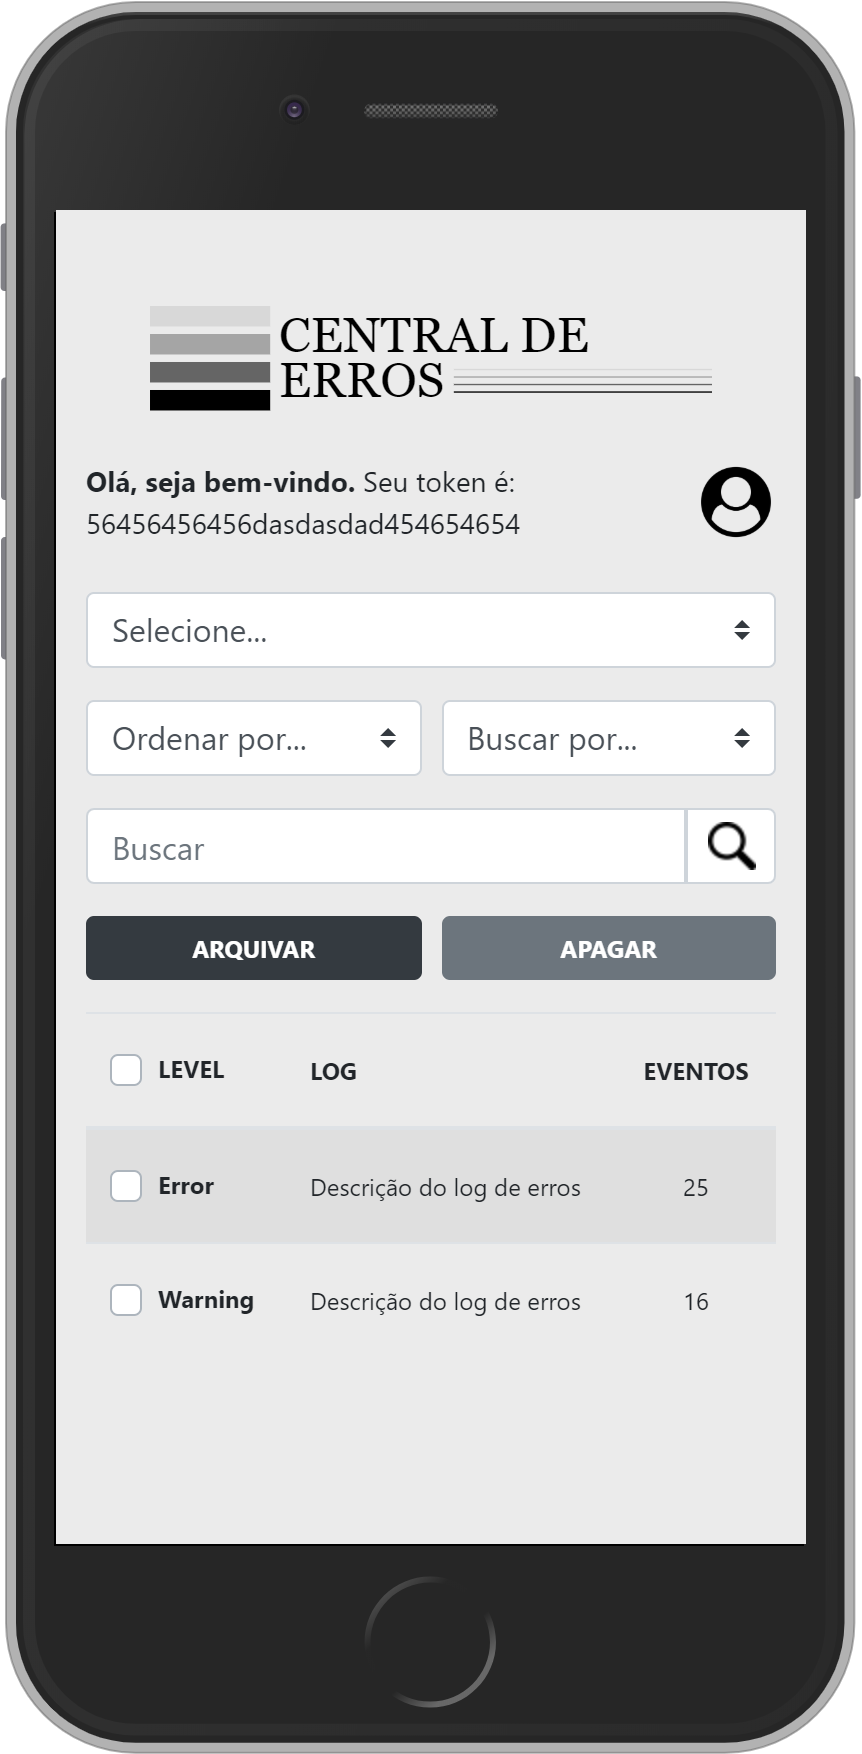 CENTRAL DE
ERROS
Olá, seja bem-vindo. Seu token é:
56456456456dasdasdad454654654
Selecione...
Ordenar por... Buscar por...
Buscar
ARQUIVAR APAGAR
LEVEL LOG EVENTOS
Error Descrição do log de erros 25
Warning Descrição do log de erros 16